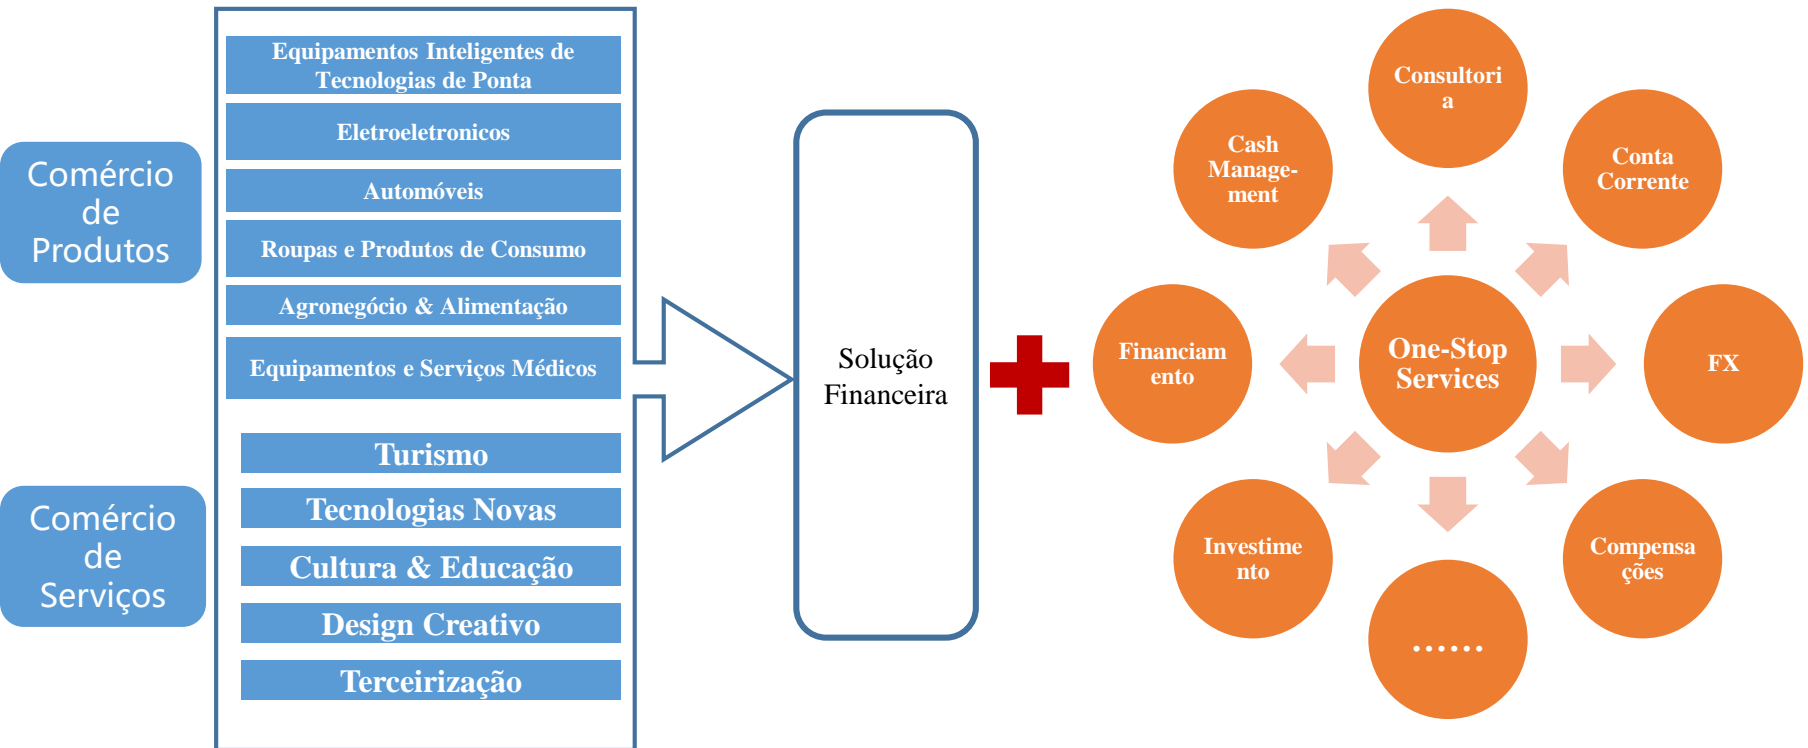 Comércio
de
Produtos
Equipamentos Inteligentes de
Tecnologias de Ponta
Eletroeletronicos
Automóveis
Roupas e Produtos de Consumo
Agronegócio & Alimentação
Equipamentos e Serviços Médicos
Comércio
de
Serviços
Turismo
Tecnologias Novas
Cultura & Educação
Design Creativo
Terceirização
Solução
Financeira
One-Stop
Services
Consultori
a
Conta
Corrente
FX
Compensa
ções
......
Investime
nto
Financiam
ento
Cash
Manage-
ment